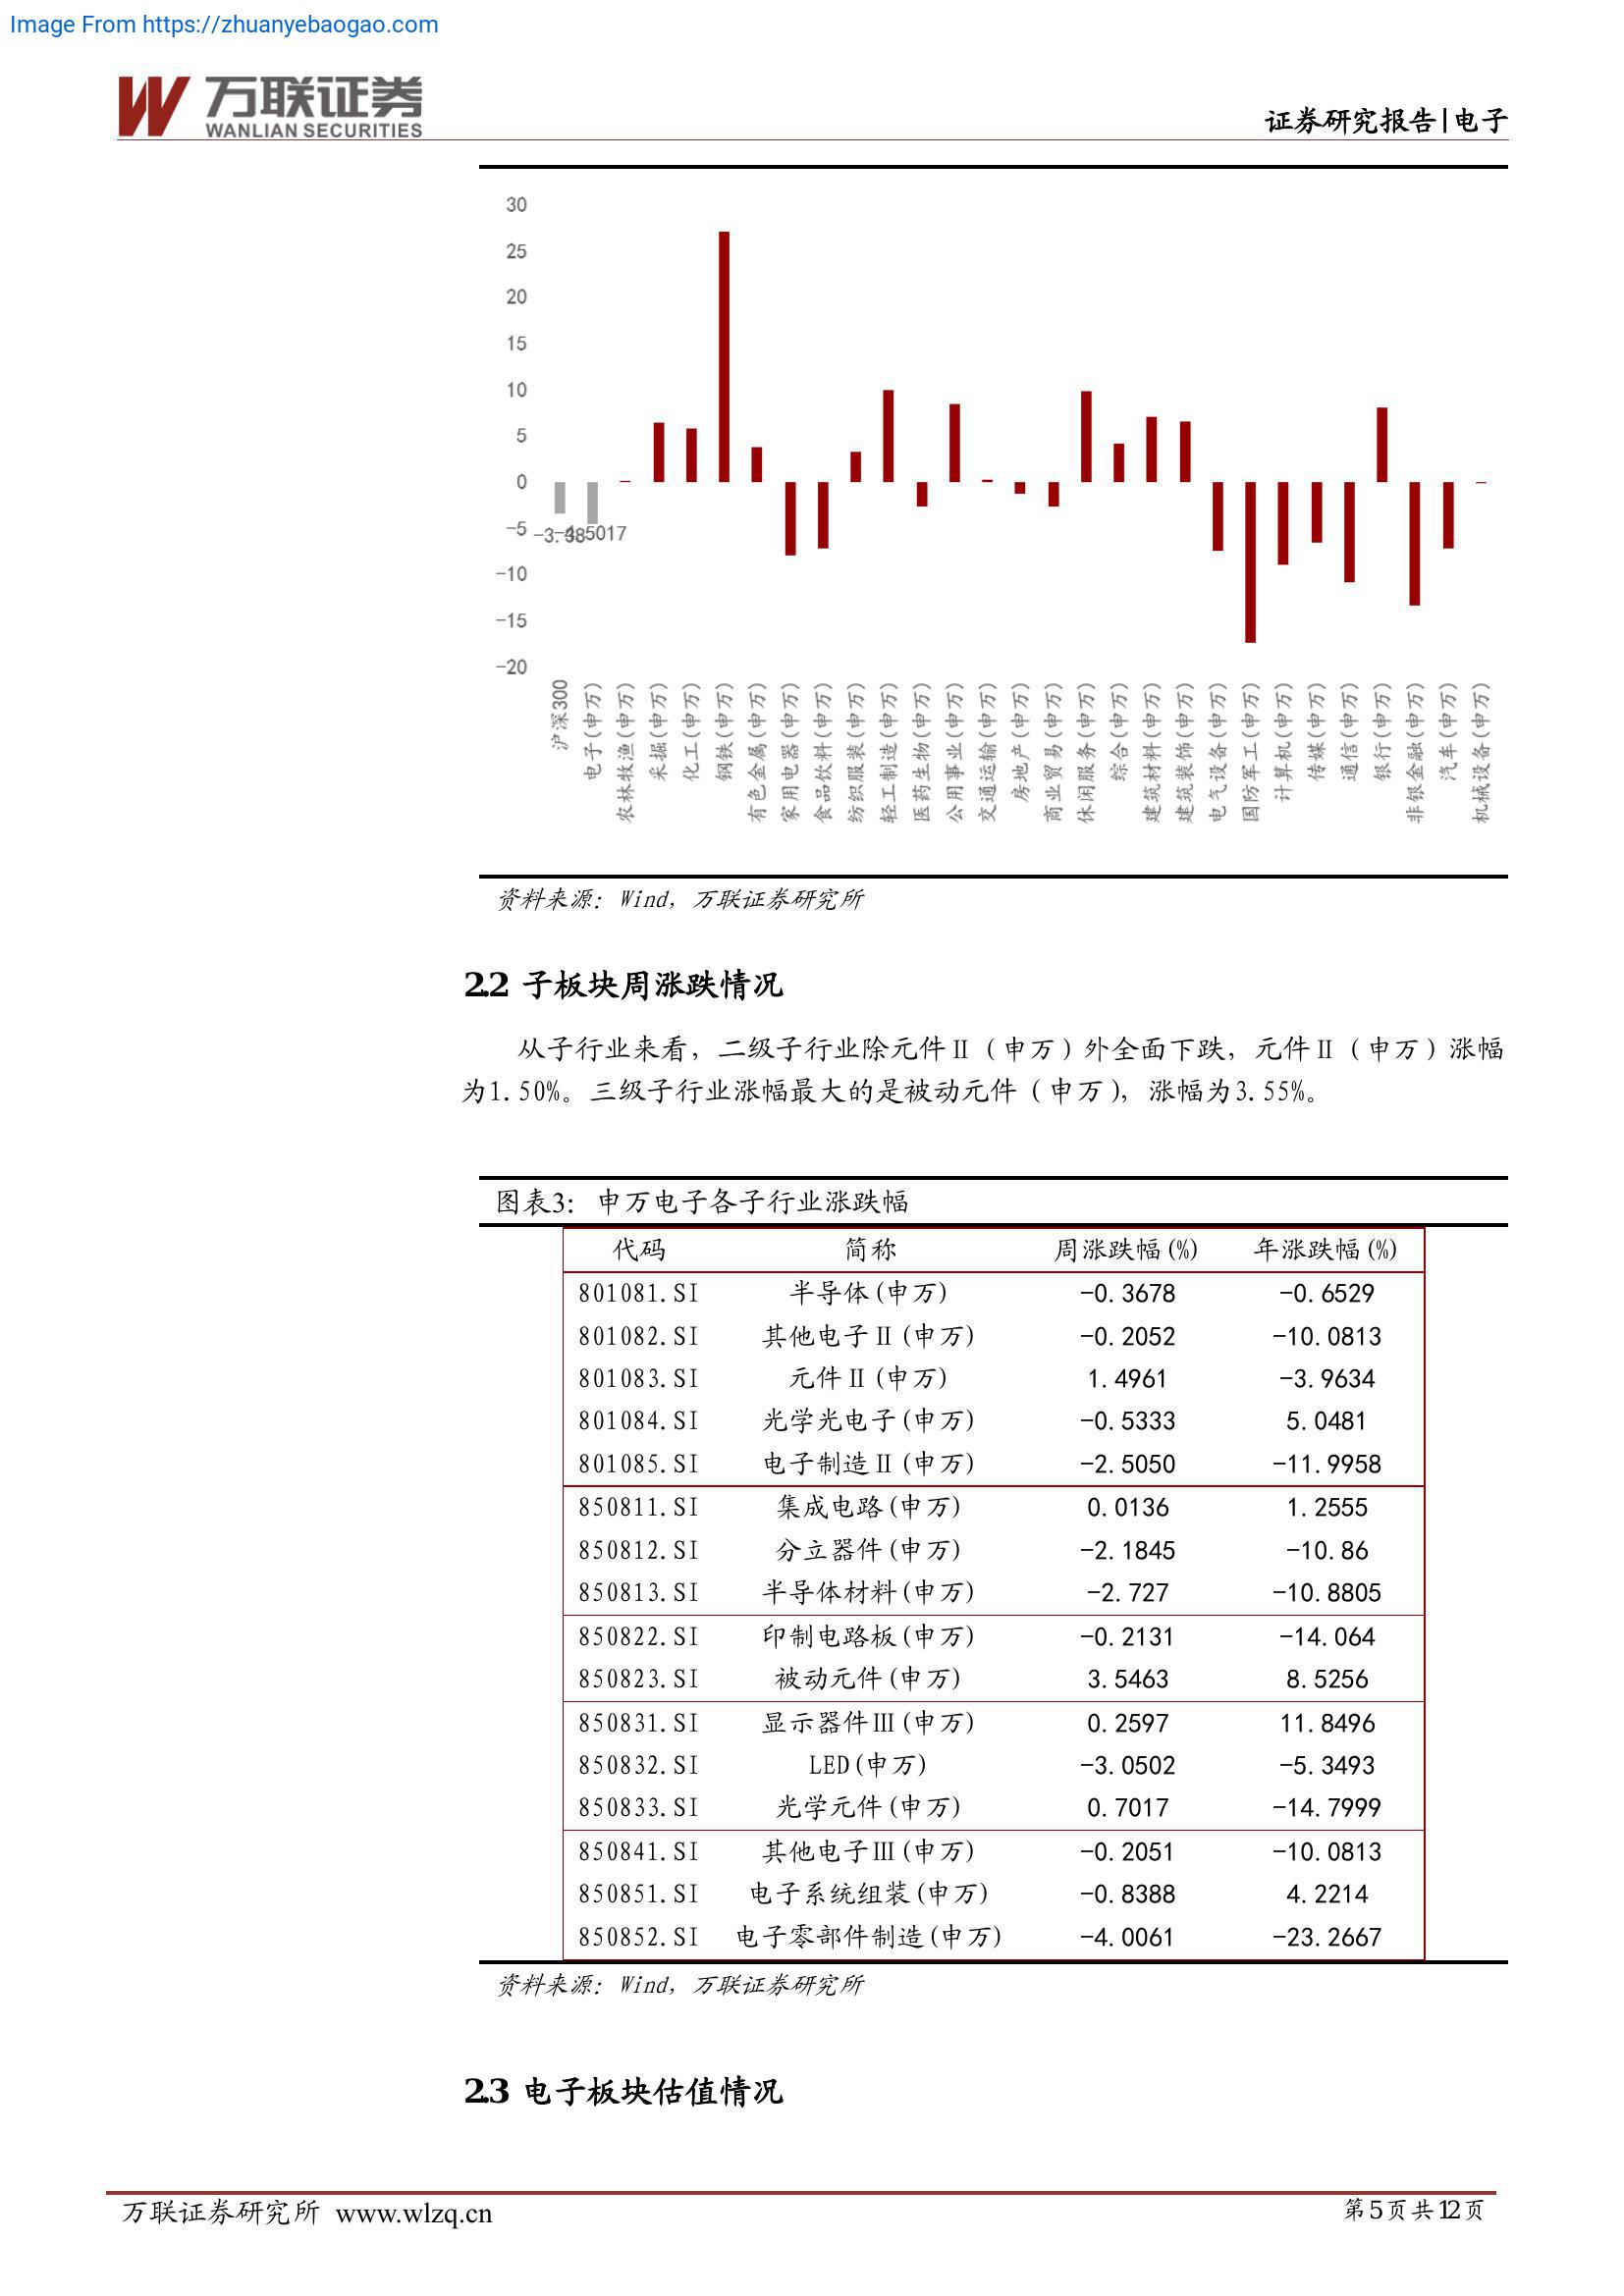 Image From https://zhuanyebaogao.com
万联证券
WANLIAN SECURITIES
证券研究报告|电子
30
25
20
15
10
5
0
-5
-10
-15
-20
-3.38
-4.5017
沪深300
电子(申万)
农林牧渔(申万)
采掘(申万)
化工(申万)
钢铁(申万)
有色金属(申万)
家用电器(申万)
食品饮料(申万)
纺织服装(申万)
轻工制造(申万)
医药生物(申万)
公用事业(申万)
交通运输(申万)
房地产(申万)
商业贸易(申万)
休闲服务(申万)
综合(申万)
建筑材料(申万)
建筑装饰(申万)
电气设备(申万)
国防军工(申万)
计算机(申万)
传媒(申万)
通信(申万)
银行(申万)
非银金融(申万)
汽车(申万)
机械设备(申万)
资料来源：Wind，万联证券研究所
2.2 子板块周涨跌情况
从子行业来看，二级子行业除元件Ⅱ（申万）外全面下跌，元件Ⅱ（申万）涨幅
为1.50%。三级子行业涨幅最大的是被动元件（申万），涨幅为3.55%。
图表3：申万电子各子行业涨跌幅
代码 简称 周涨跌幅(%) 年涨跌幅(%)
801081.SI 半导体(申万) -0.3678 -0.6529
801082.SI 其他电子Ⅱ(申万) -0.2052 -10.0813
801083.SI 元件Ⅱ(申万) 1.4961 -3.9634
801084.SI 光学光电子(申万) -0.5333 5.0481
801085.SI 电子制造Ⅱ(申万) -2.5050 -11.9958
850811.SI 集成电路(申万) 0.0136 1.2555
850812.SI 分立器件(申万) -2.1845 -10.86
850813.SI 半导体材料(申万) -2.727 -10.8805
850822.SI 印制电路板(申万) -0.2131 -14.064
850823.SI 被动元件(申万) 3.5463 8.5256
850831.SI 显示器件Ⅲ(申万) 0.2597 11.8496
850832.SI LED(申万) -3.0502 -5.3493
850833.SI 光学元件(申万) 0.7017 -14.7999
850841.SI 其他电子Ⅲ(申万) -0.2051 -10.0813
850851.SI 电子系统组装(申万) -0.8388 4.2214
850852.SI 电子零部件制造(申万) -4.0061 -23.2667
资料来源：Wind，万联证券研究所
2.3 电子板块估值情况
万联证券研究所 www.wlzq.cn
第5页共12页